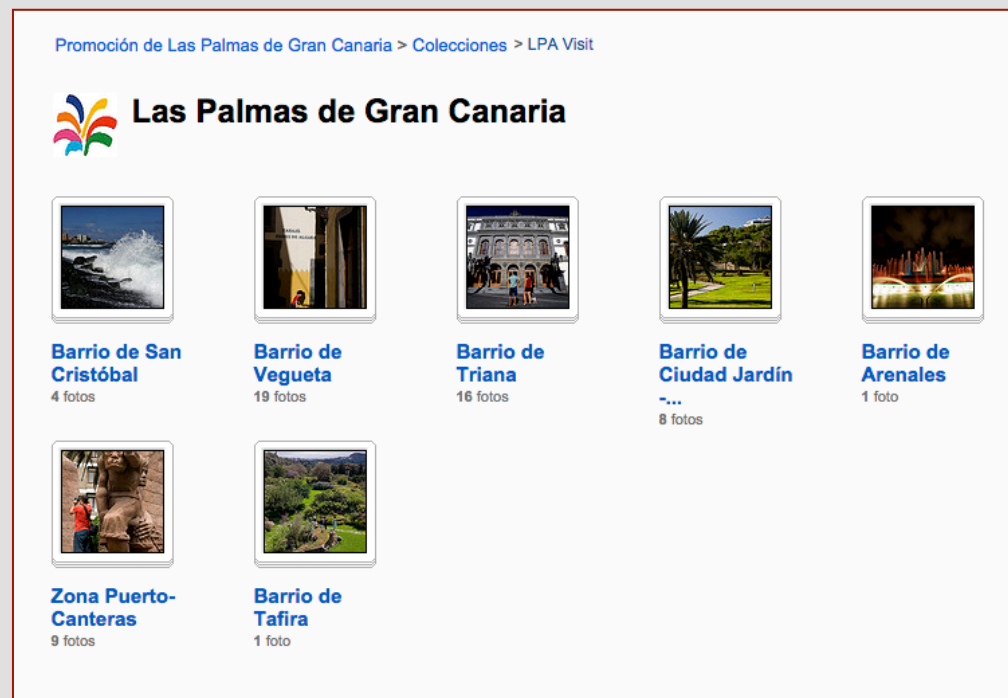 Promoción de Las Palmas de Gran Canaria > Colecciones > LPA Visit
Las Palmas de Gran Canaria
Barrio de San
Cristóbal
4 fotos
Barrio de
Vegueta
19 fotos
Barrio de
Triana
16 fotos
Barrio de
Ciudad Jardín
-...
8 fotos
Barrio de
Arenales
1 foto
Zona Puerto-
Canteras
9 fotos
Barrio de
Tafira
1 foto